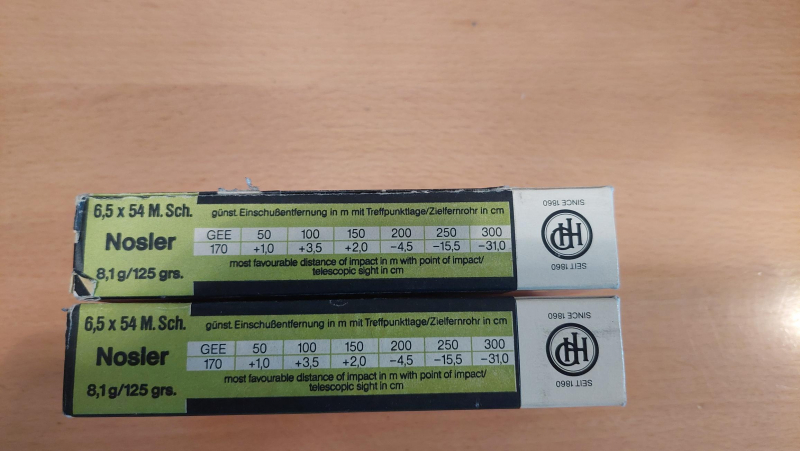 6,5 x 54 M. Sch.
Nosler
8,1 g/125 grs.
günst. Einschußentfernung in m mit Treffpunktlage/Zielfernrohr in cm
GEE 50 100 150 200 250 300
170 +1,0 +3,5 +2,0 −4,5 −15,5 −31,0
most favourable distance of impact in m with point of impact/
telescopic sight in cm
SINCE 1860
HP
SEIT 1860
6,5 x 54 M. Sch.
Nosler
8,1 g/125 grs.
günst. Einschußentfernung in m mit Treffpunktlage/Zielfernrohr in cm
GEE 50 100 150 200 250 300
170 +1,0 +3,5 +2,0 −4,5 −15,5 −31,0
most favourable distance of impact in m with point of impact/
telescopic sight in cm
SINCE 1860
HP
SEIT 1860